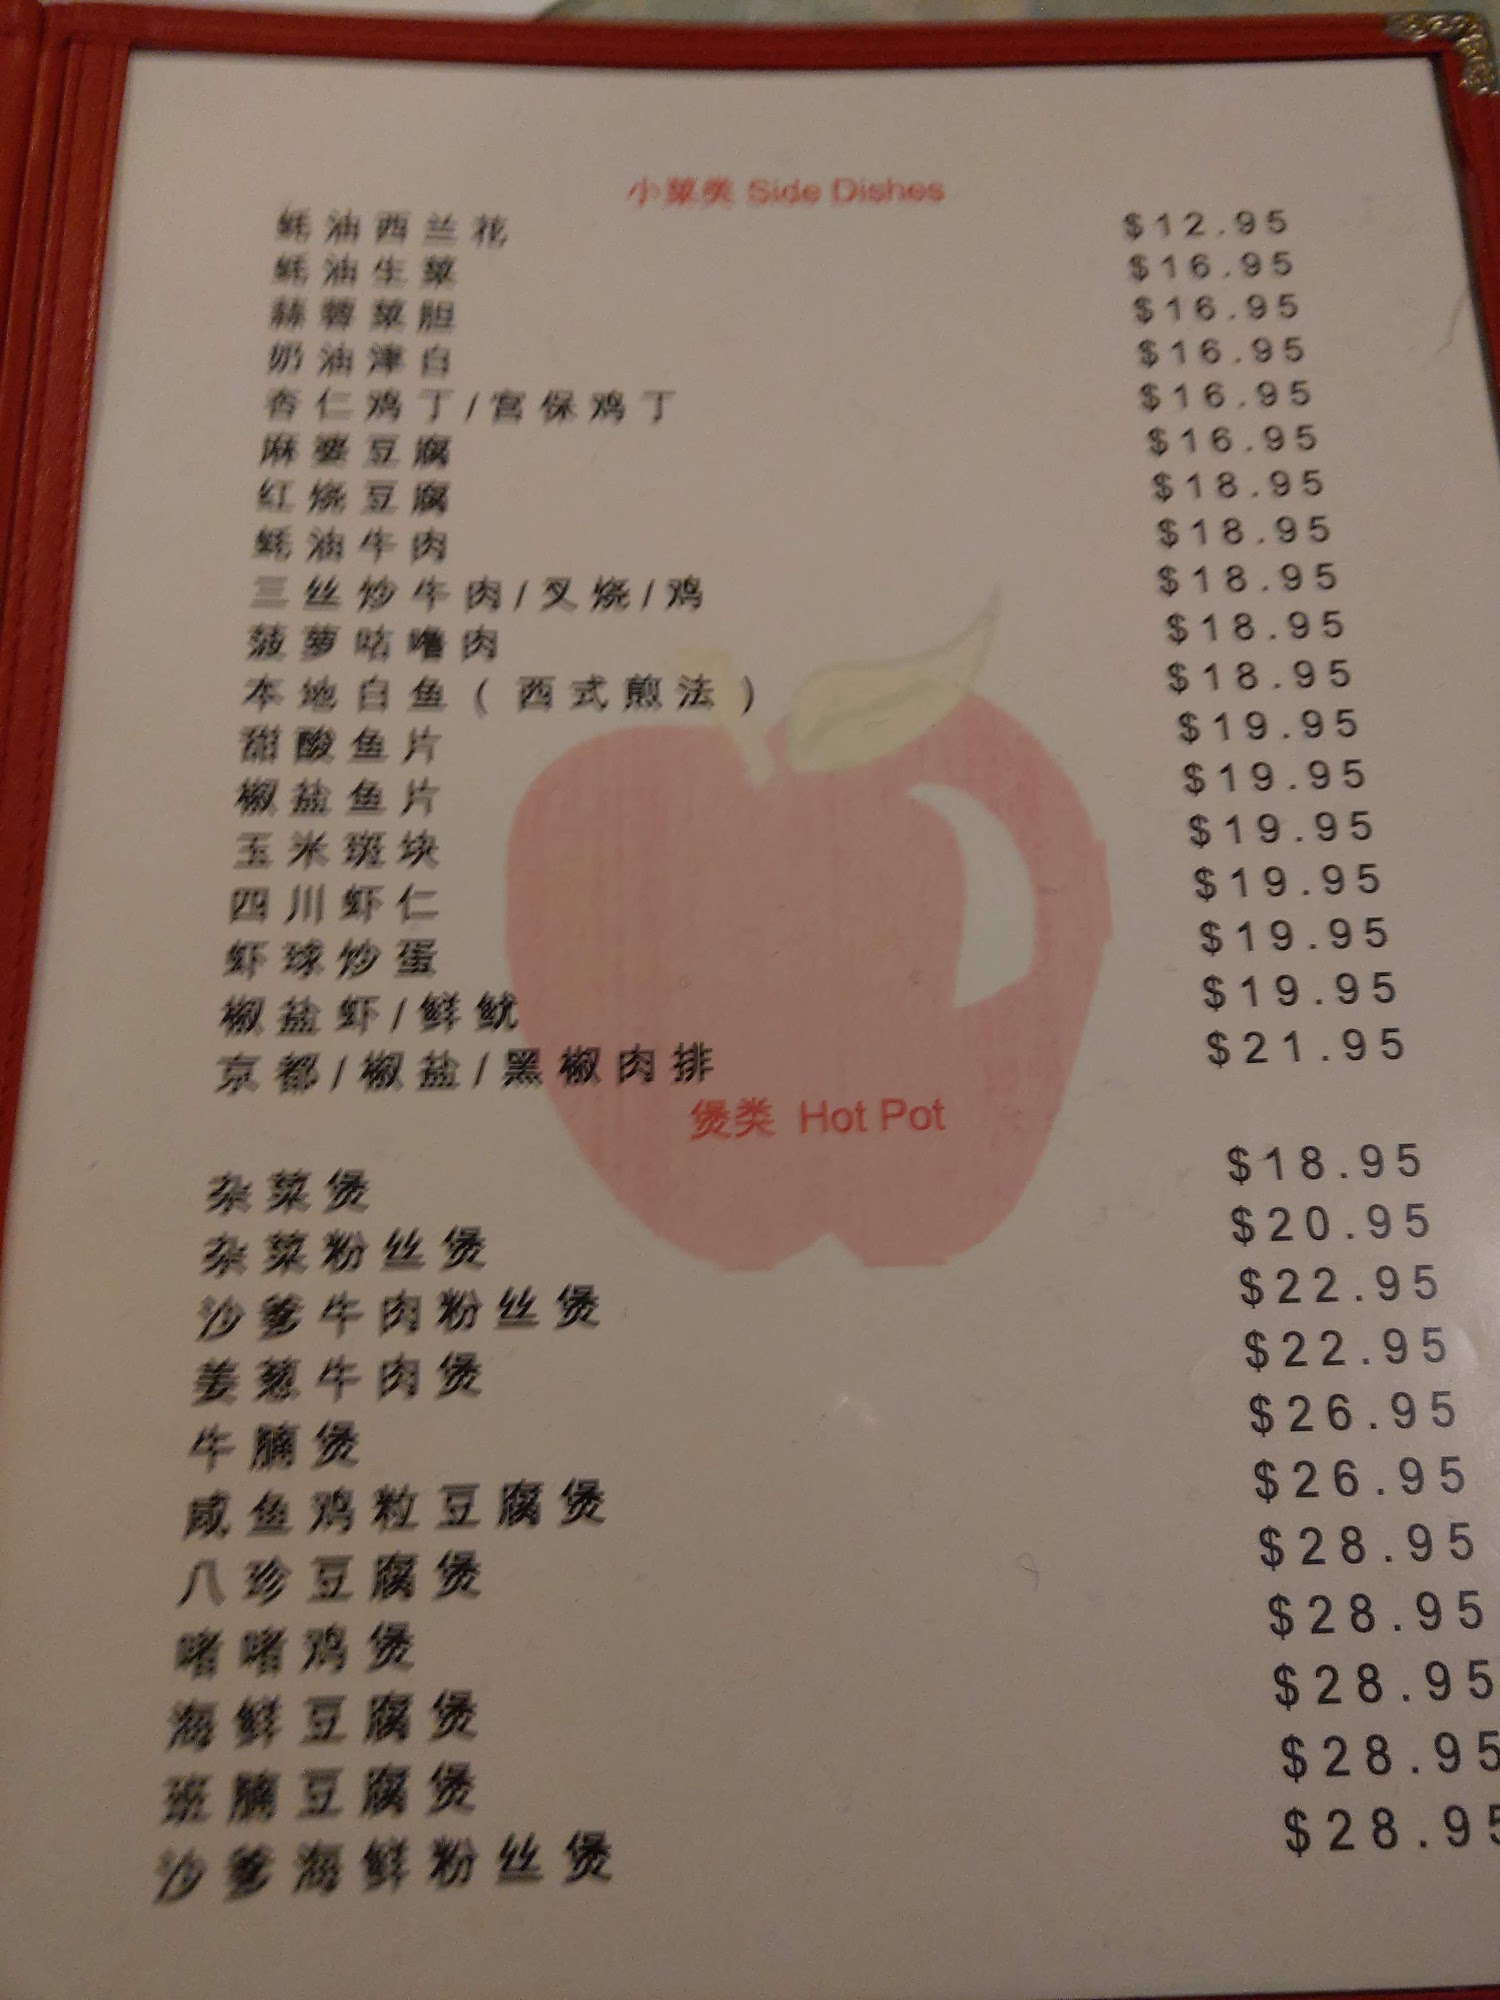 小菜类 Side Dishes
蚝油西兰花 $12.95
蚝油生菜 $16.95
蒜蓉菜胆 $16.95
奶油津白 $16.95
杏仁鸡丁/宫保鸡丁 $16.95
麻婆豆腐 $16.95
红烧豆腐 $18.95
蚝油牛肉 $18.95
三丝炒牛肉/叉烧/鸡 $18.95
菠萝咕噜肉 $18.95
本地白鱼(西式煎法) $18.95
甜酸鱼片 $19.95
椒盐鱼片 $19.95
玉米斑块 $19.95
四川虾仁 $19.95
虾球炒蛋 $19.95
椒盐虾/鲜鱿 $19.95
京都/椒盐/黑椒肉排 $21.95
煲类 Hot Pot
杂菜煲 $18.95
杂菜粉丝煲 $20.95
沙爹牛肉粉丝煲 $22.95
姜葱牛肉煲 $22.95
牛腩煲 $26.95
咸鱼鸡粒豆腐煲 $26.95
八珍豆腐煲 $28.95
啫啫鸡煲 $28.95
海鲜豆腐煲 $28.95
班腩豆腐煲 $28.95
沙爹海鲜粉丝煲 $28.95